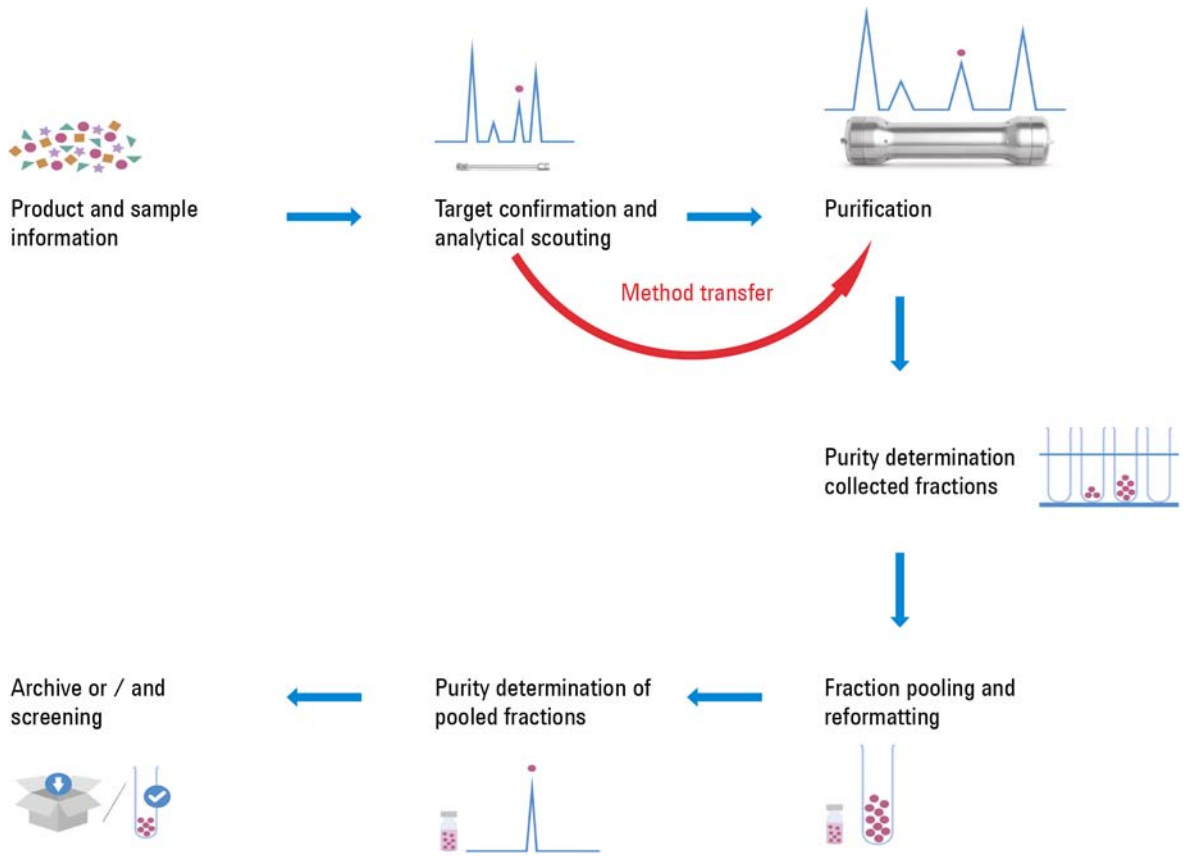 Product and sample
information
Target confirmation and
analytical scouting
Purification
Method transfer
Purity determination
collected fractions
Fraction pooling and
reformatting
Purity determination of
pooled fractions
Archive or / and
screening